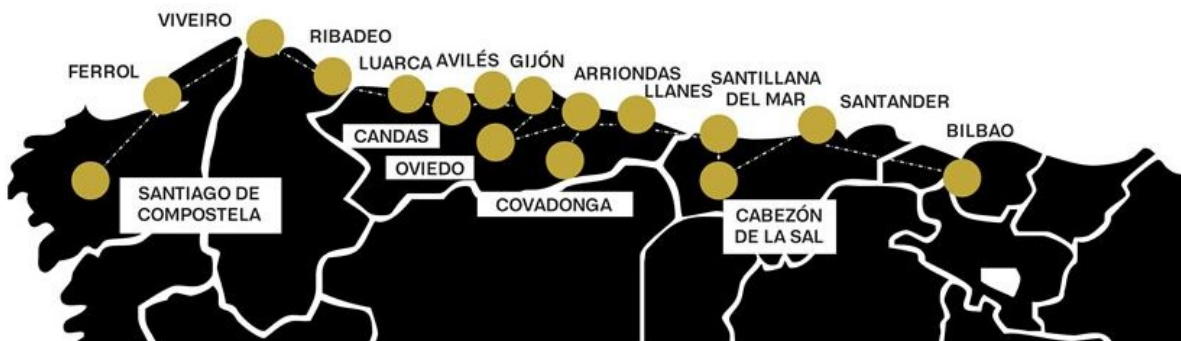 VIVEIRO
RIBADEO
FERROL
LUARCA
AVILÉS
GIJÓN
ARRIONDAS
LLANES
SANTILLANA
DEL MAR
SANTANDER
BILBAO
CANDAS
OVIEDO
COVADONGA
SANTIAGO DE
COMPOSTELA
CABEZÓN
DE LA SAL